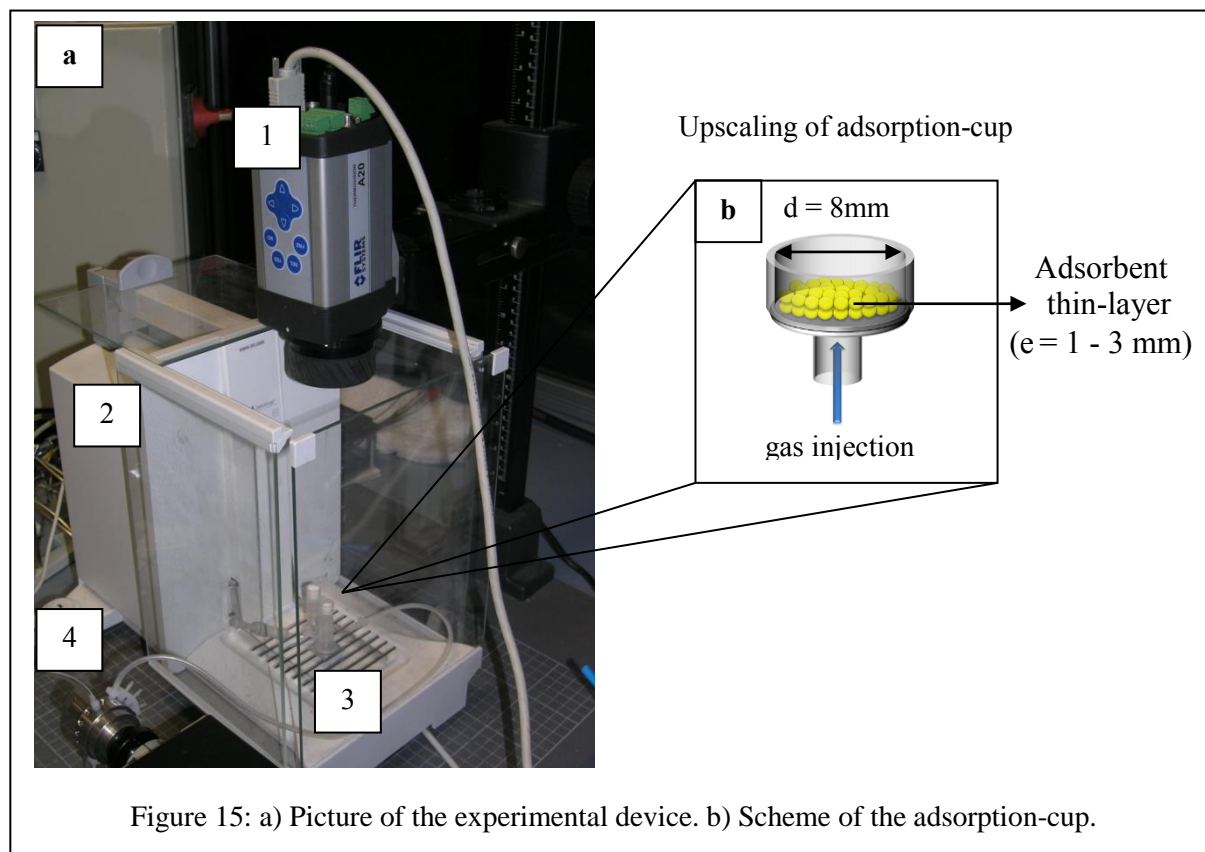 a
1
THERMOVISION
A20
FLIR
SYSTEMS
2
4
3
Upscaling of adsorption-cup
b
d = 8mm
Adsorbent
thin-layer
(e = 1 - 3 mm)
gas injection
Figure 15: a) Picture of the experimental device. b) Scheme of the adsorption-cup.